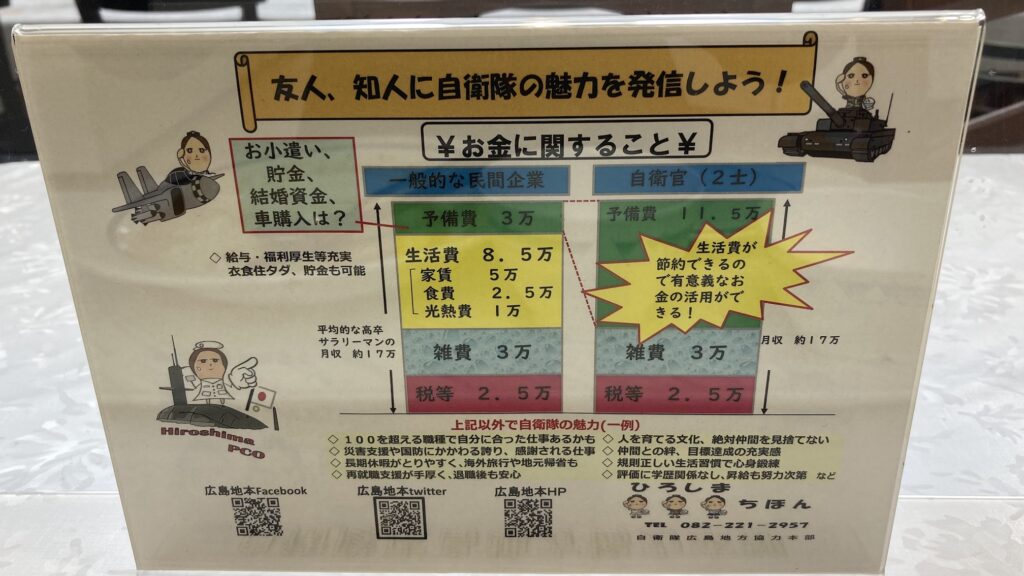 友人、知人に自衛隊の魅力を発信しよう！
￥お金に関すること￥
お小遣い、
貯金、
結婚資金、
車購入は？
◇ 給与・福利厚生等充実
衣食住タダ、貯金も可能
一般的な民間企業
予備費　３万
生活費　８．５万
家賃　　５万
食費　　２．５万
光熱費　１万
雑費　３万
税等　２．５万
平均的な高卒
サラリーマンの
月収　約１７万
自衛官（２士）
予備費　１１．５万
生活費が
節約できるの
で有意義なお
金の活用がで
きる！
雑費　３万
税等　２．５万
月収　約１７万
Hiroshima
PCO
上記以外で自衛隊の魅力(一例)
◇ １００を超える職種で自分に合った仕事あるかも
◇ 災害支援や国防にかかわる誇り、感謝される仕事
◇ 長期休暇がとりやすく、海外旅行や地元帰省も
◇ 再就職支援が手厚く、退職後も安心
◇ 人を育てる文化、絶対仲間を見捨てない
◇ 仲間との絆、目標達成の充実感
◇ 規則正しい生活習慣で心身鍛練
◇ 評価に学歴関係なし、昇給も努力次第　など
広島地本Facebook
広島地本twitter
広島地本HP
ひろしま
ちほん
TEL　082-221-2957
自衛隊広島地方協力本部